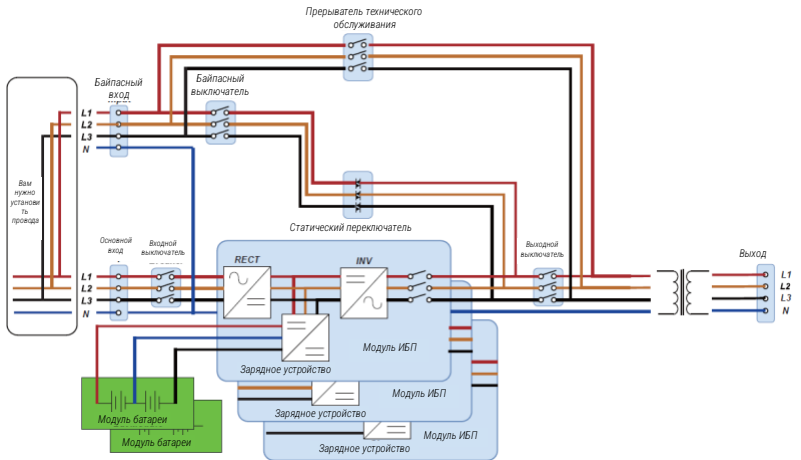 Прерыватель технического
обслуживания
Байпасный
вход
Байпасный
выключатель
L1
L2
L3
N
Вам
нужно
установи
ть
провода
Статический переключатель
Основной
вход
Входной
выключатель
Выходной
выключатель
Выход
RECT
INV
L1
L2
L3
N
L1
L2
L3
N
Зарядное устройство
Модуль ИБП
Модуль ИБП
Зарядное устройство
Модуль батареи
Модуль батареи
Модуль ИБП
Зарядное устройство